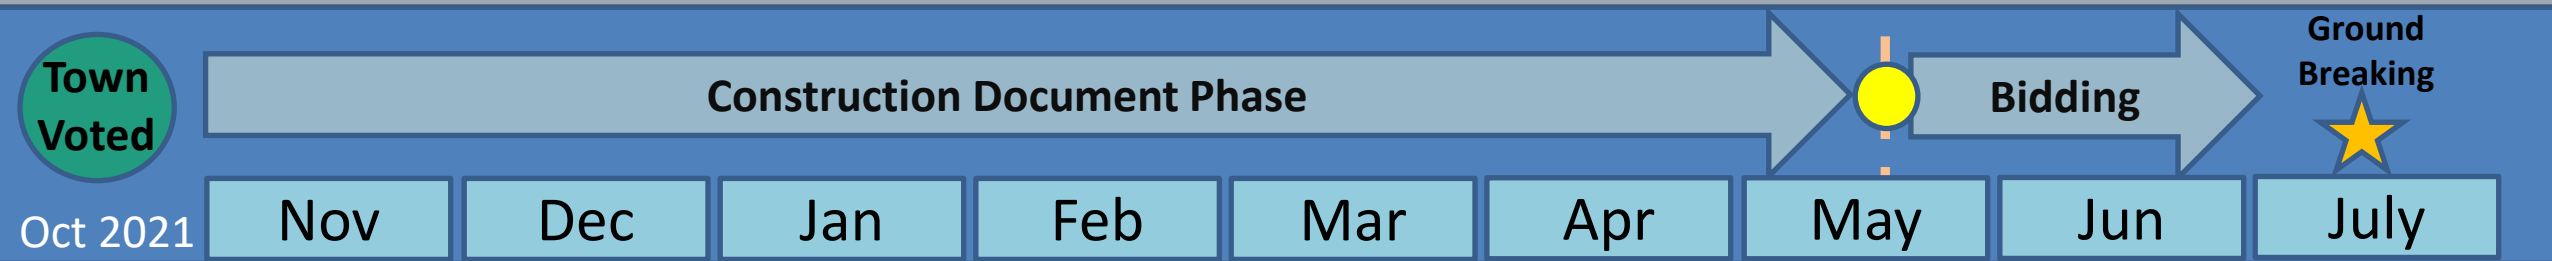 Town
Voted
Construction Document Phase
Bidding
Ground
Breaking
Oct 2021
Nov
Dec
Jan
Feb
Mar
Apr
May
Jun
July